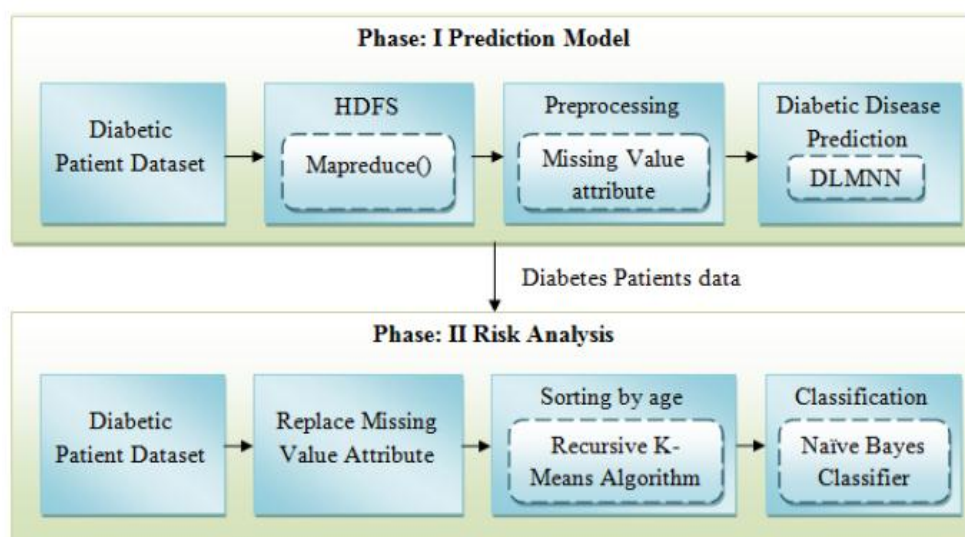 Phase: I Prediction Model
Diabetic
Patient Dataset
HDFS
Mapreduce()
Preprocessing
Missing Value
attribute
Diabetic Disease
Prediction
DLMNN
Diabetes Patients data
Phase: II Risk Analysis
Diabetic
Patient Dataset
Replace Missing
Value Attribute
Sorting by age
Recursive K-
Means Algorithm
Classification
Naïve Bayes
Classifier